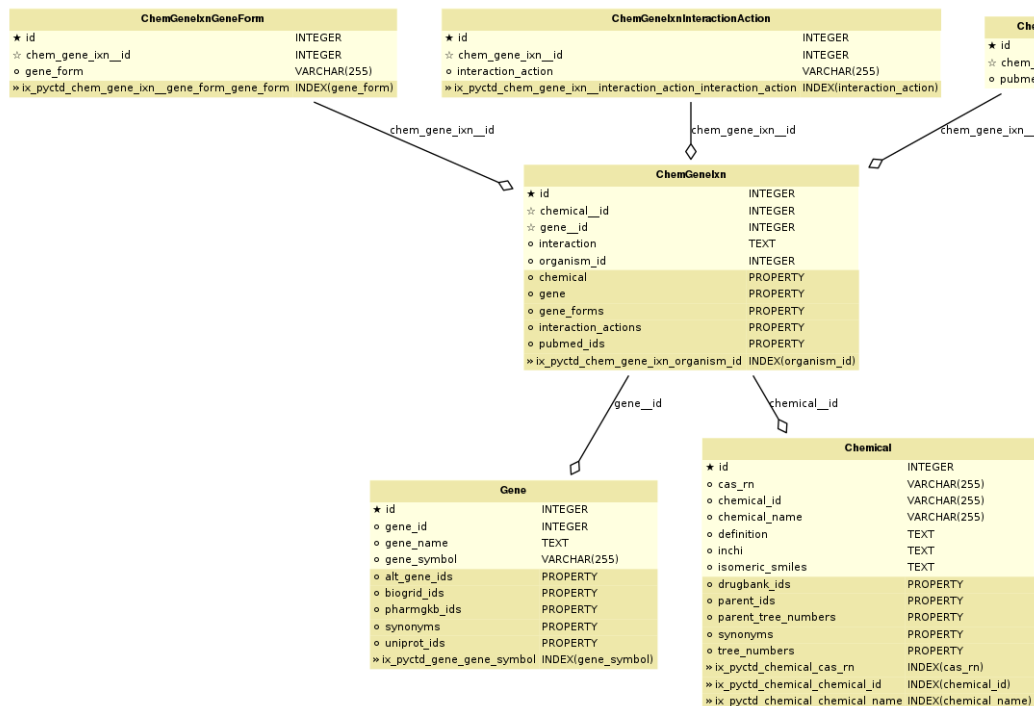 ChemGeneIxnGeneForm
★ id INTEGER
☆ chem_gene_ixn__id INTEGER
○ gene_form VARCHAR(255)
» ix_pyctd_chem_gene_ixn__gene_form_gene_form INDEX(gene_form)
ChemGeneIxnInteractionAction
★ id INTEGER
☆ chem_gene_ixn__id INTEGER
○ interaction_action VARCHAR(255)
» ix_pyctd_chem_gene_ixn__interaction_action_interaction_action INDEX(interaction_action)
★ id
chem_gene_ixn__id
chem_gene_ixn__id
ChemGeneIxn
★ id INTEGER
☆ chemical__id INTEGER
☆ gene__id INTEGER
○ interaction TEXT
○ organism_id INTEGER
○ chemical PROPERTY
○ gene PROPERTY
○ gene_forms PROPERTY
○ interaction_actions PROPERTY
○ pubmed_ids PROPERTY
» ix_pyctd_chem_gene_ixn_organism_id INDEX(organism_id)
gene__id
chemical__id
Gene
★ id INTEGER
○ gene_id INTEGER
○ gene_name TEXT
○ gene_symbol VARCHAR(255)
○ alt_gene_ids PROPERTY
○ biogrid_ids PROPERTY
○ pharmgkb_ids PROPERTY
○ synonyms PROPERTY
○ uniprot_ids PROPERTY
» ix_pyctd_gene_gene_symbol INDEX(gene_symbol)
Chemical
★ id INTEGER
○ cas_rn VARCHAR(255)
○ chemical_id VARCHAR(255)
○ chemical_name VARCHAR(255)
○ definition TEXT
○ inchi TEXT
○ isomeric_smiles TEXT
○ drugbank_ids PROPERTY
○ parent_ids PROPERTY
○ parent_tree_numbers PROPERTY
○ synonyms PROPERTY
○ tree_numbers PROPERTY
» ix_pyctd_chemical_cas_rn INDEX(cas_rn)
» ix_pyctd_chemical_chemical_id INDEX(chemical_id)
» ix_pyctd_chemical_chemical_name INDEX(chemical_name)